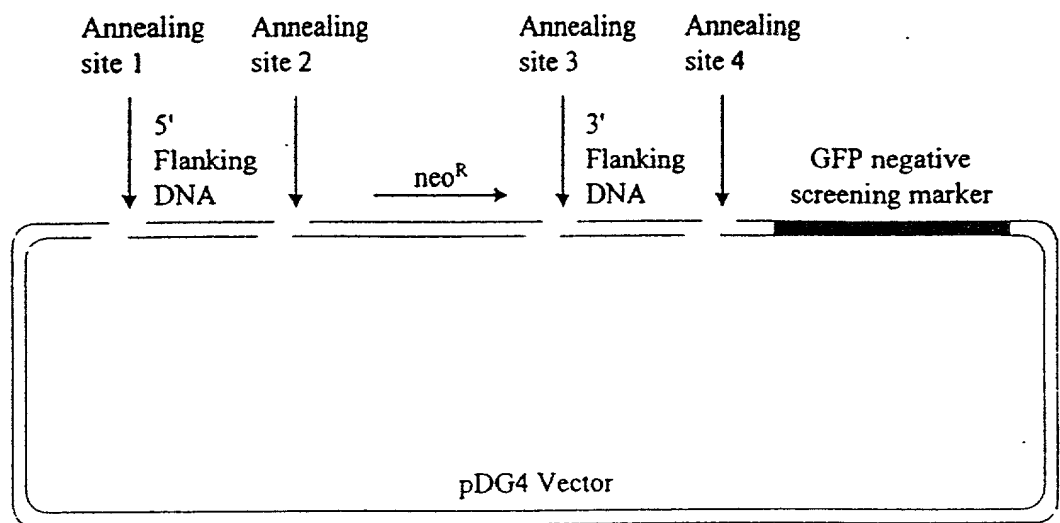 Annealing
site 1
Annealing
site 2
Annealing
site 3
Annealing
site 4
5'
Flanking
DNA
neoR
3'
Flanking
DNA
GFP negative
screening marker
pDG4 Vector